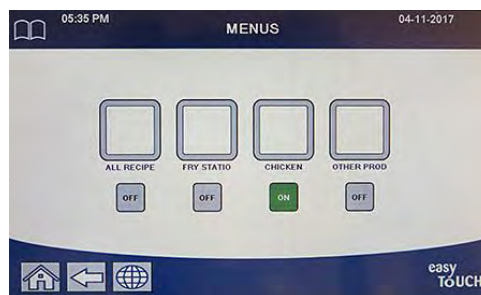 05:35 PM
MENUS
04-11-2017
ALL RECIPE
FRY STATIO
CHICKEN
OTHER PROD
OFF
OFF
ON
OFF
easy
TOUCH